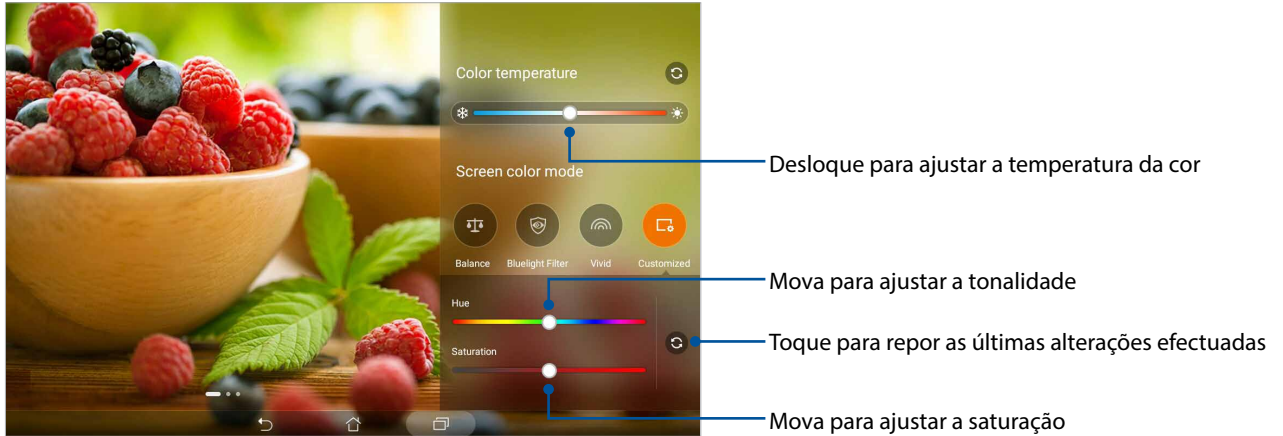 Color temperature
Desloque para ajustar a temperatura da cor
Screen color mode
Balance Bluelight Filter Vivid Customized
Mova para ajustar a tonalidade
Hue
Toque para repor as últimas alterações efectuadas
Saturation
Mova para ajustar a saturação